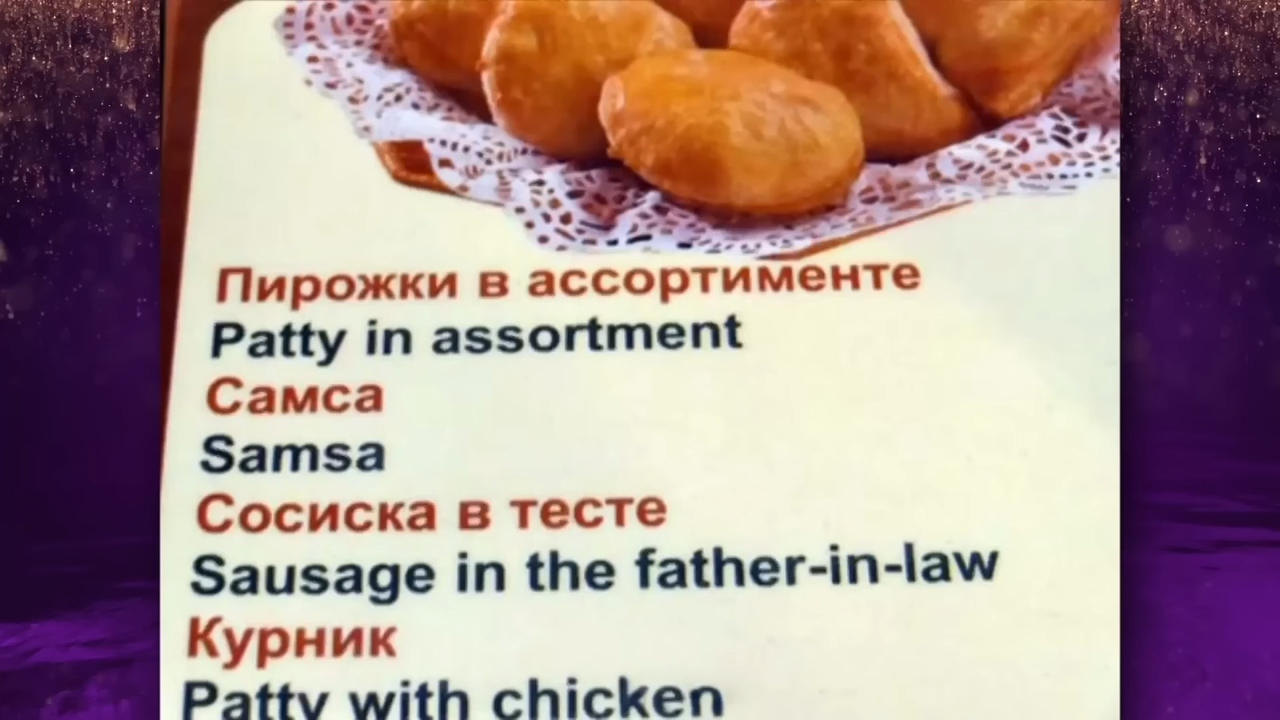 Пирожки в ассортименте
Patty in assortment
Самса
Samsa
Сосиска в тесте
Sausage in the father-in-law
Курник
Patty with chicken